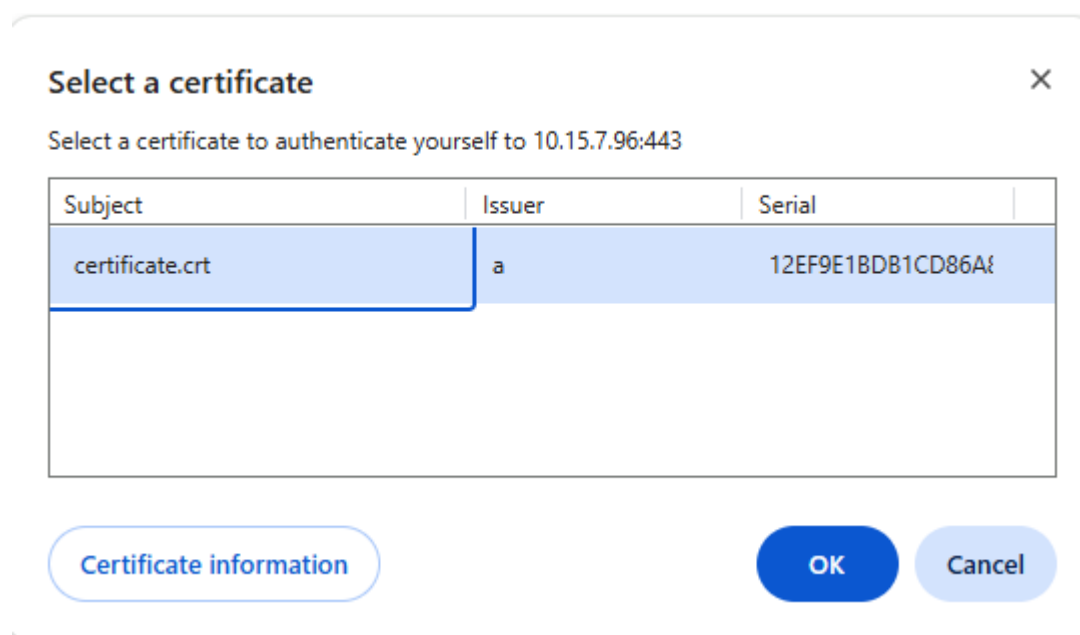 Select a certificate
Select a certificate to authenticate yourself to 10.15.7.96:443
Subject Issuer Serial
certificate.crt a 12EF9E1BDB1CD86A8
Certificate information OK Cancel